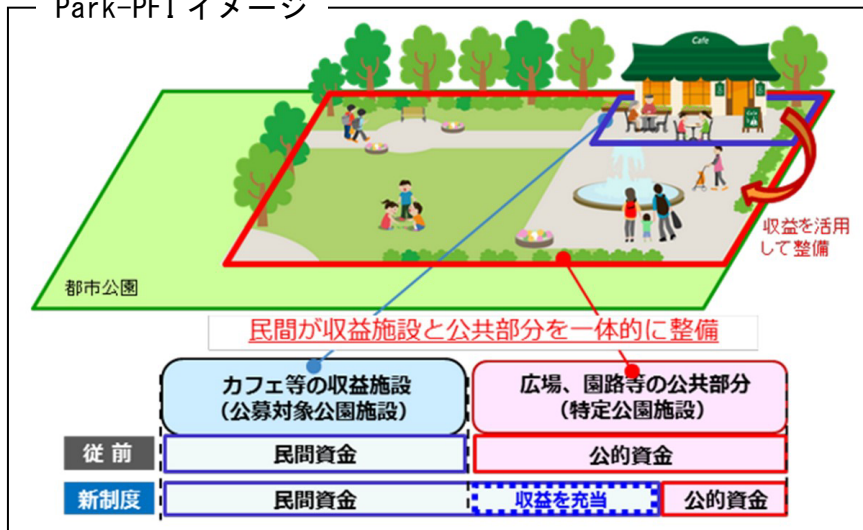 Park-PFI イメージ
Cafe
Cafe
収益を活用
して整備
都市公園
民間が収益施設と公共部分を一体的に整備
カフェ等の収益施設
（公募対象公園施設）
広場、園路等の公共部分
（特定公園施設）
従前
民間資金
公的資金
新制度
民間資金
収益を充当
公的資金